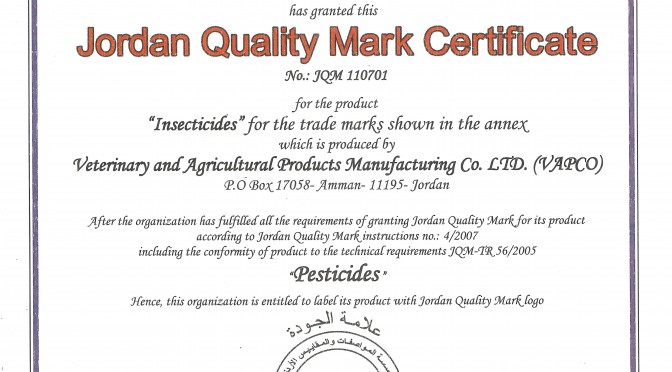 has granted this
Jordan Quality Mark Certificate
No.: JQM 110701
for the product
"Insecticides" for the trade marks shown in the annex
which is produced by
Veterinary and Agricultural Products Manufacturing Co. LTD. (VAPCO)
P.O Box 17058- Amman- 11195- Jordan
After the organization has fulfilled all the requirements of granting Jordan Quality Mark for its product
according to Jordan Quality Mark instructions no.: 4/2007
including the conformity of product to the technical requirements JQM-TR 56/2005
"Pesticides"
Hence, this organization is entitled to label its product with Jordan Quality Mark logo
علامة الجودة
المواصفات والمقاييس